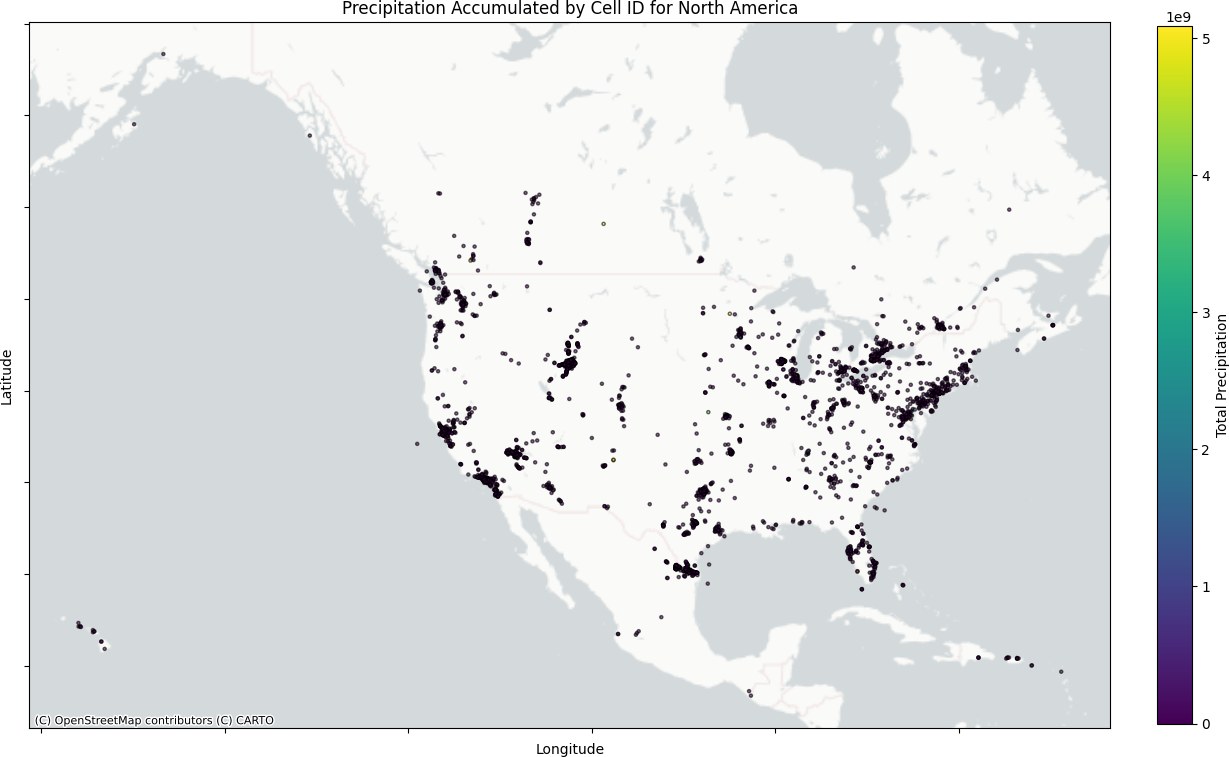 Precipitation Accumulated by Cell ID for North America
1e9
5
4
3
2
1
0
Total Precipitation
Latitude
Longitude
(C) OpenStreetMap contributors (C) CARTO